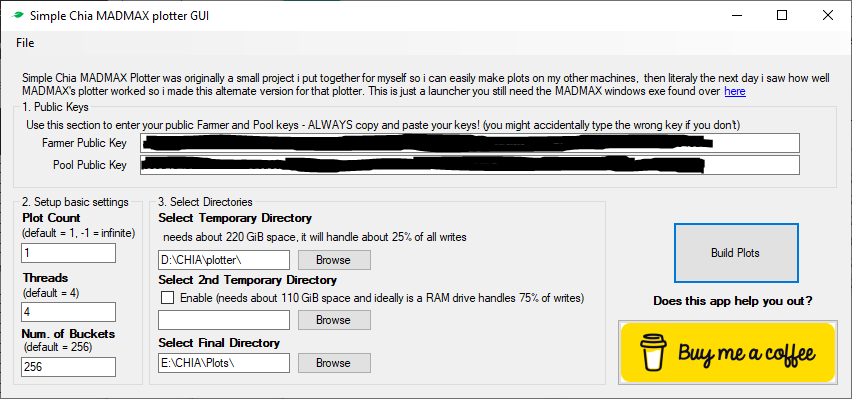 Simple Chia MADMAX plotter GUI
File
Simple Chia MADMAX Plotter was originally a small project i put together for myself so i can easily make plots on my other machines,  then literaly the next day i saw how well
MADMAX's plotter worked so i made this alternate version for that plotter. This is just a launcher you still need the MADMAX windows exe found over  here
1. Public Keys
Use this section to enter your public Farmer and Pool keys - ALWAYS copy and paste your keys! (you might accidentally type the wrong key if you don't)
Farmer Public Key
Pool Public Key
2. Setup basic settings
Plot Count
(default = 1, -1 = infinite)
1
Threads
(default = 4)
4
Num. of Buckets
(default = 256)
256
3. Select Directories
Select Temporary Directory
needs about 220 GiB space, it will handle about 25% of all writes
D:\CHIA\plotter\
Browse
Select 2nd Temporary Directory
Enable (needs about 110 GiB space and ideally is a RAM drive handles 75% of writes)
Browse
Select Final Directory
E:\CHIA\Plots\
Browse
Build Plots
Does this app help you out?
Buy me a coffee